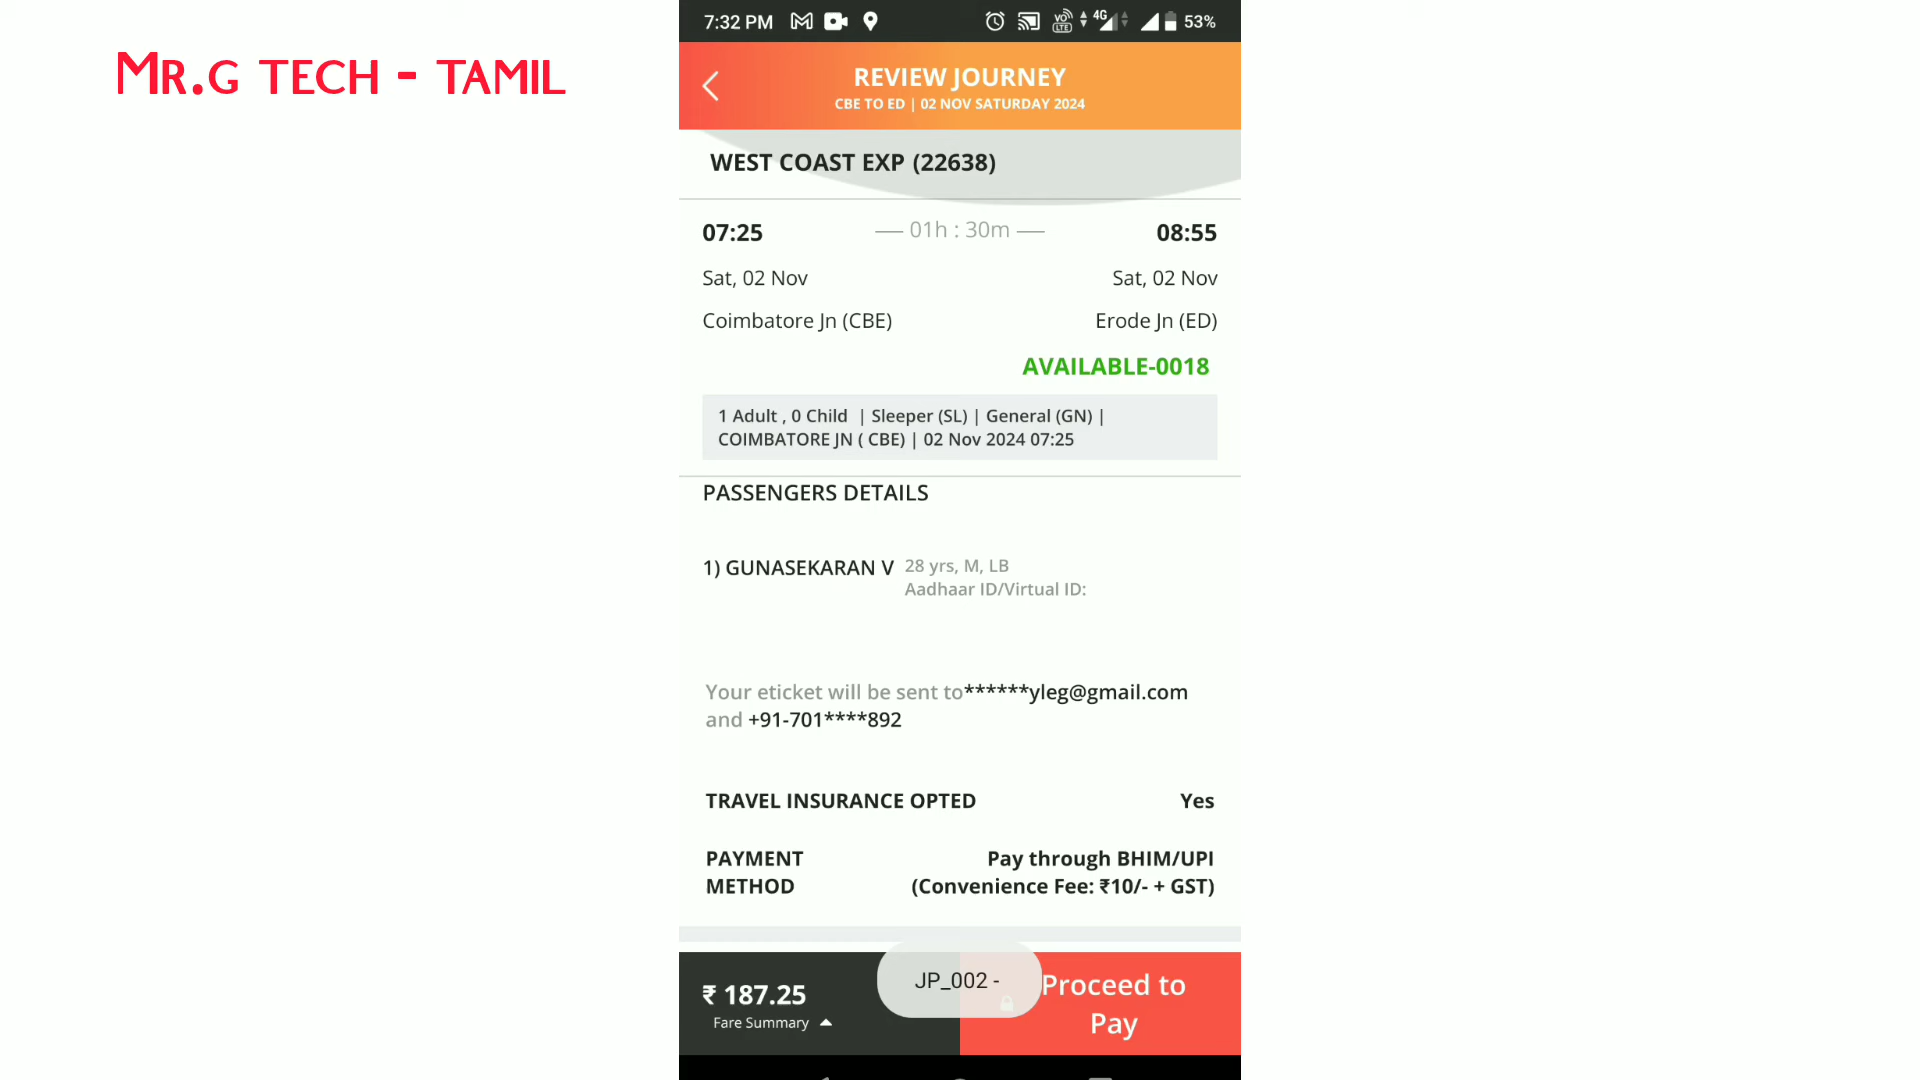 MR.G TECH - TAMIL
7:32 PM
VO LTE
4G
53%
REVIEW JOURNEY
CBE TO ED | 02 NOV SATURDAY 2024
WEST COAST EXP (22638)
07:25 01h : 30m 08:55
Sat, 02 Nov Sat, 02 Nov
Coimbatore Jn (CBE) Erode Jn (ED)
AVAILABLE-0018
1 Adult , 0 Child | Sleeper (SL) | General (GN) |
COIMBATORE JN ( CBE) | 02 Nov 2024 07:25
PASSENGERS DETAILS
1) GUNASEKARAN V 28 yrs, M, LB
Aadhaar ID/Virtual ID:
Your eticket will be sent to******yleg@gmail.com
and +91-701****892
TRAVEL INSURANCE OPTED Yes
PAYMENT Pay through BHIM/UPI
METHOD (Convenience Fee: ₹10/- + GST)
₹ 187.25
Fare Summary
JP_002 -
Proceed to
Pay